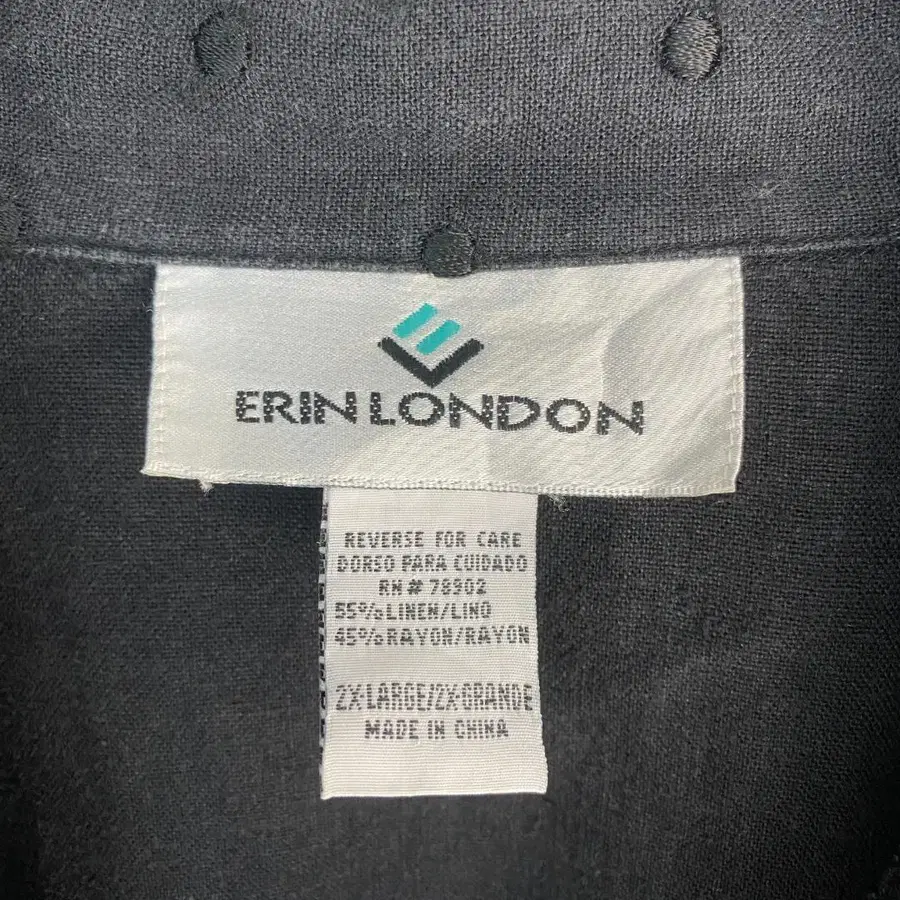 ERIN LONDON
REVERSE FOR CARE
DORSO PARA CUIDADO
RN# 78902
55% LINEN/LINO
45% RAYON/RAYON
2X LARGE/2X GRANDE
MADE IN CHINA